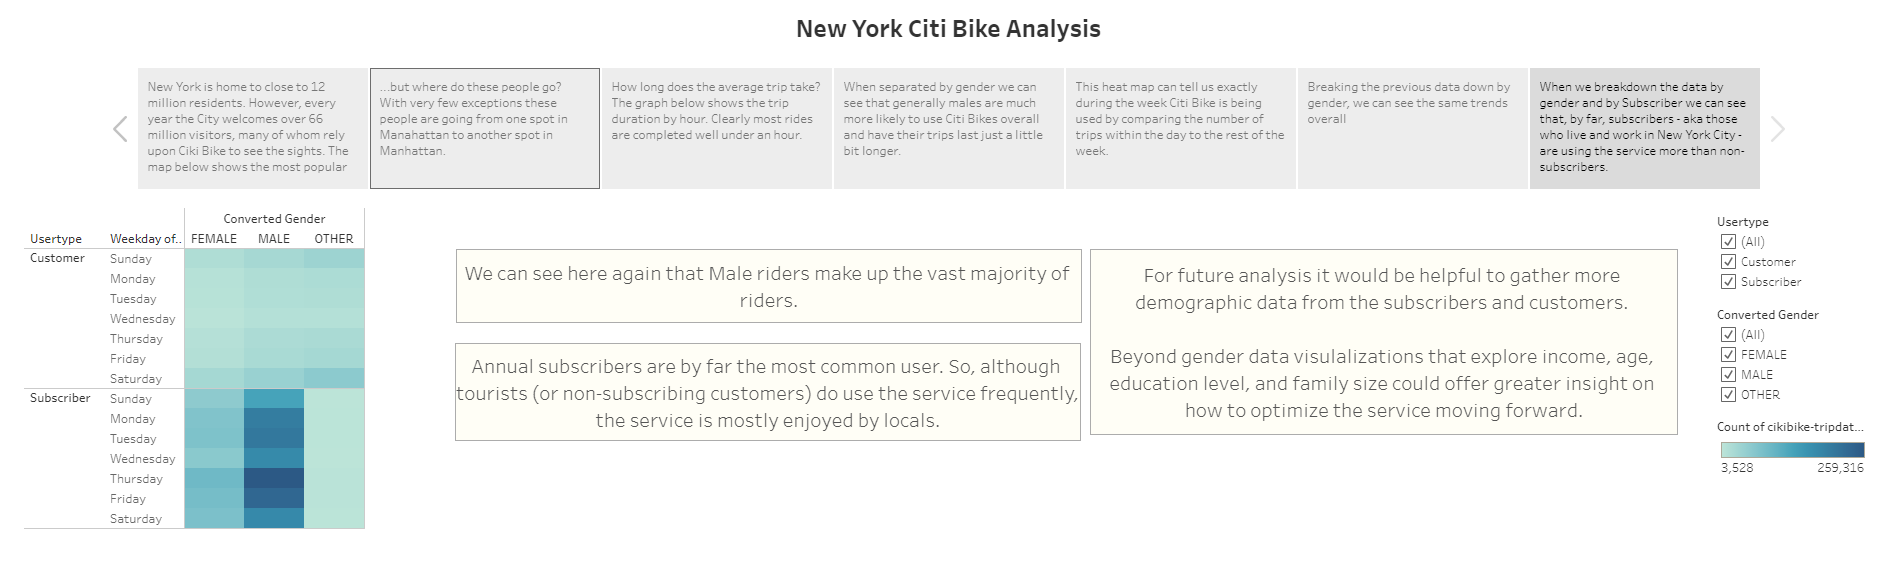 New York Citi Bike Analysis
New York is home to close to 12
million residents. However, every
year the City welcomes over 66
million visitors, many of whom rely
upon Ciki Bike to see the sights. The
map below shows the most popular
...but where do these people go?
With very few exceptions these
people are going from one spot in
Manahattan to another spot in
Manhattan.
How long does the average trip take?
The graph below shows the trip
duration by hour. Clearly most rides
are completed well under an hour.
When separated by gender we can
see that generally males are much
more likely to use Citi Bikes overall
and have their trips last just a little
bit longer.
This heat map can tell us exactly
during the week Citi Bike is being
used by comparing the number of
trips within the day to the rest of the
week.
Breaking the previous data down by
gender, we can see the same trends
overall
When we breakdown the data by
gender and by Subscriber we can see
that, by far, subscribers - aka those
who live and work in New York City -
are using the service more than non-
subscribers.
Converted Gender
Usertype Weekday of.. FEMALE MALE OTHER
Customer Sunday
Monday
Tuesday
Wednesday
Thursday
Friday
Saturday
Subscriber Sunday
Monday
Tuesday
Wednesday
Thursday
Friday
Saturday
We can see here again that Male riders make up the vast majority of
riders.
Annual subscribers are by far the most common user. So, although
tourists (or non-subscribing customers) do use the service frequently,
the service is mostly enjoyed by locals.
For future analysis it would be helpful to gather more
demographic data from the subscribers and customers.
Beyond gender data visulalizations that explore income, age,
education level, and family size could offer greater insight on
how to optimize the service moving forward.
Usertype
(All)
Customer
Subscriber
Converted Gender
(All)
FEMALE
MALE
OTHER
Count of cikibike-tripdat...
3,528 259,316